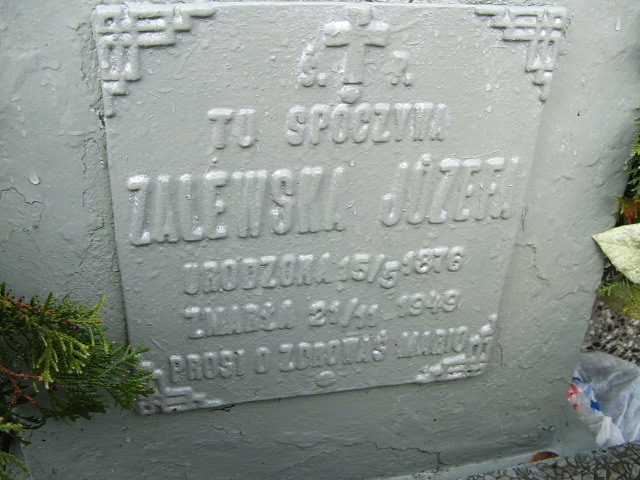 Ś. P.
TU SPOCZYWA
ZALEWSKA JÓZEFA
URODZONA 15/5 1876
ZMARŁA 21/11 1949
PROSI O ZDROWAŚ MARIO